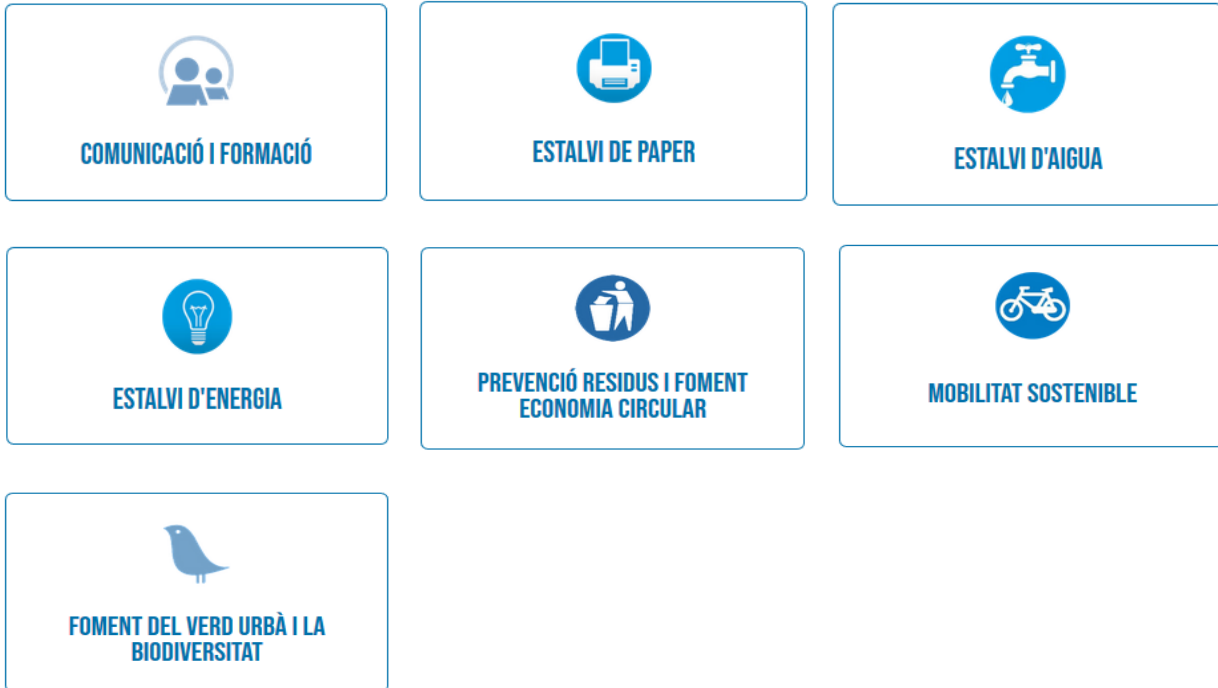 COMUNICACIÓ I FORMACIÓ
ESTALVI DE PAPER
ESTALVI D'AIGUA
ESTALVI D'ENERGIA
PREVENCIÓ RESIDUS I FOMENT
ECONOMIA CIRCULAR
MOBILITAT SOSTENIBLE
FOMENT DEL VERD URBÀ I LA
BIODIVERSITAT